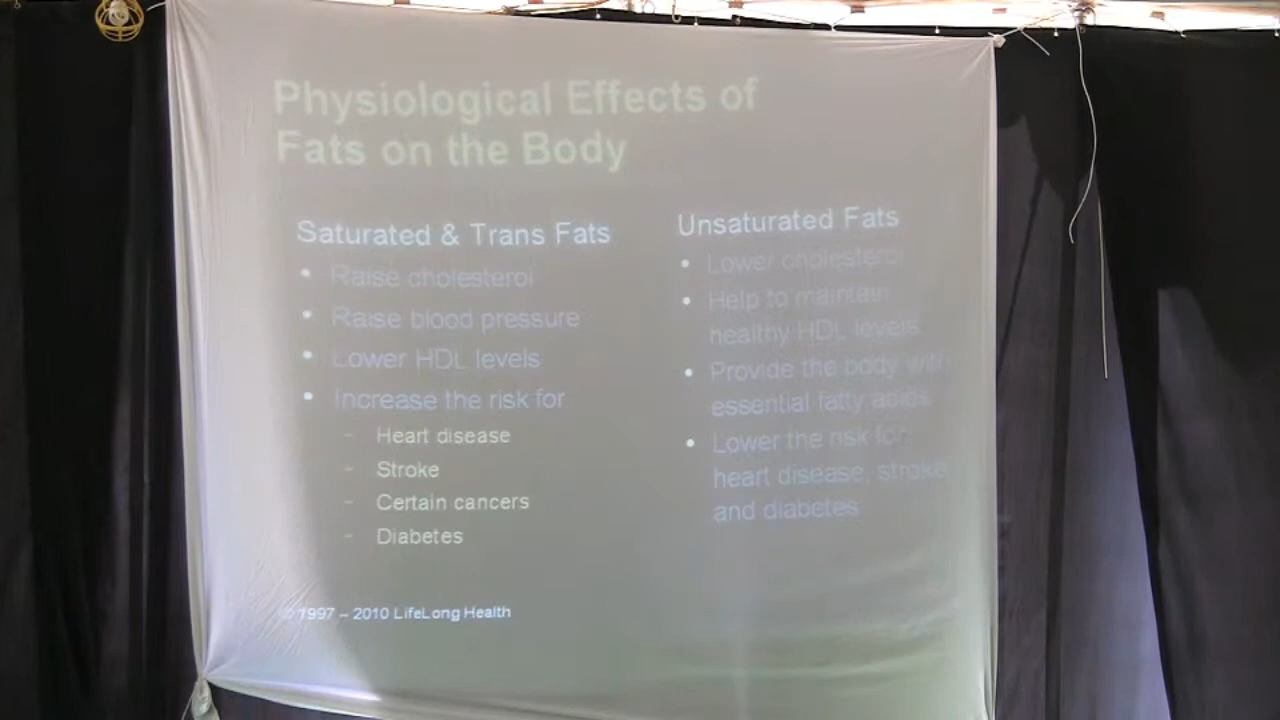 Physiological Effects of
Fats on the Body
Saturated & Trans Fats
• Raise cholesterol
• Raise blood pressure
• Lower HDL levels
• Increase the risk for
- Heart disease
- Stroke
- Certain cancers
- Diabetes
Unsaturated Fats
• Lower cholesterol
• Help to maintain
healthy HDL levels
• Provide the body with
essential fatty acids
• Lower the risk for
heart disease, stroke
and diabetes
© 1997 – 2010 LifeLong Health